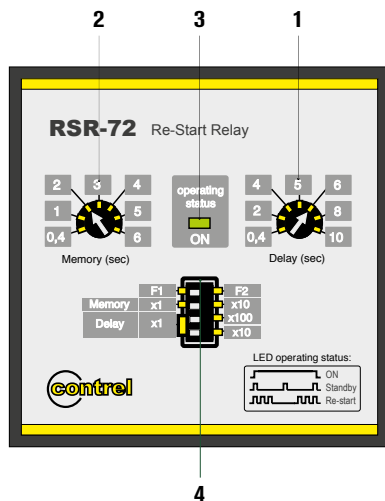 2 3 1
RSR-72 Re-Start Relay
2 3 4
1 5
0,4 6
Memory (sec)
operating
status
ON
4 5 6
2 8
0,4 10
Delay (sec)
F1 F2
Memory x1 x10
Delay x1 x100
x10
contrel
LED operating status:
ON
Standby
Re-start
4